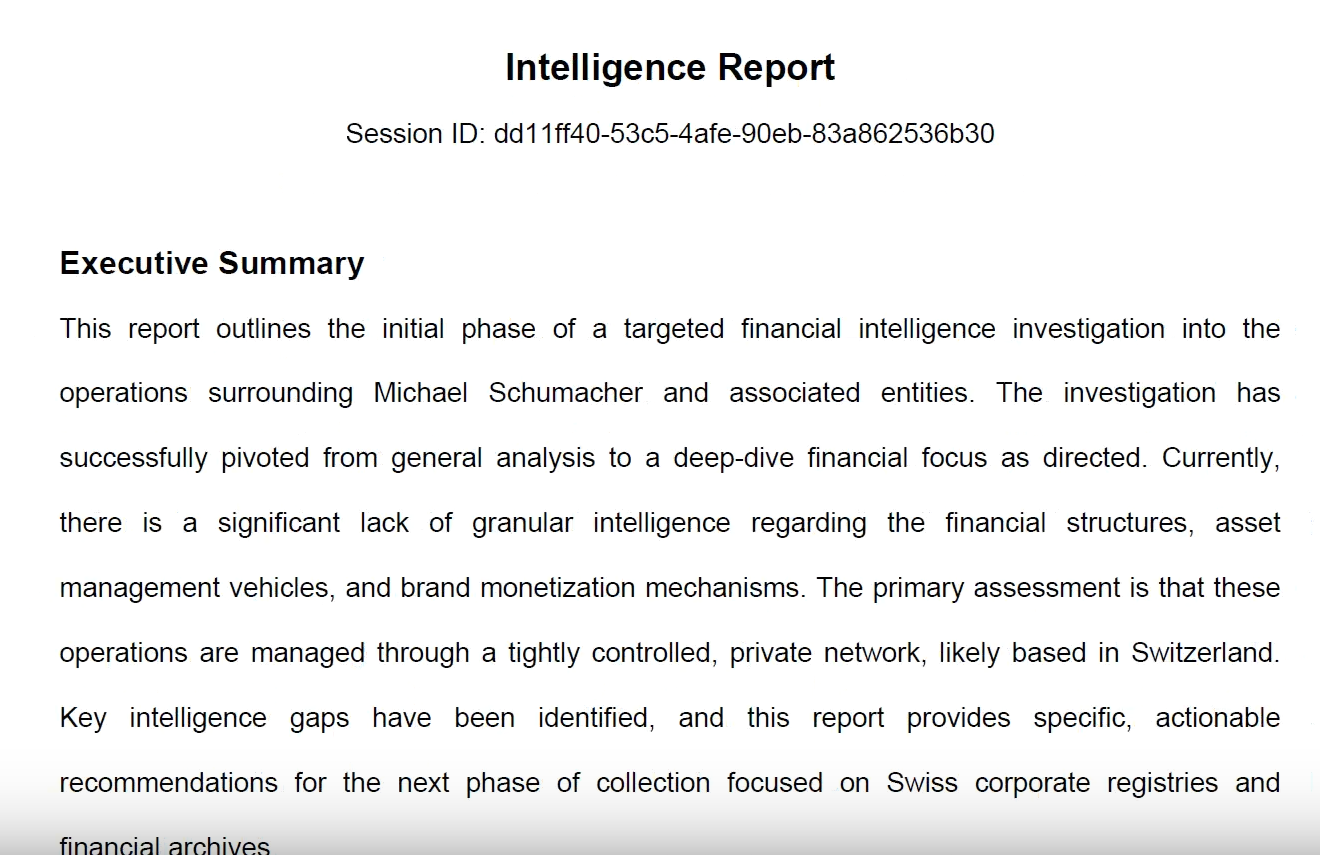 Intelligence Report
Session ID: dd11ff40-53c5-4afe-90eb-83a862536b30
Executive Summary
This report outlines the initial phase of a targeted financial intelligence investigation into the
operations surrounding Michael Schumacher and associated entities. The investigation has
successfully pivoted from general analysis to a deep-dive financial focus as directed. Currently,
there is a significant lack of granular intelligence regarding the financial structures, asset
management vehicles, and brand monetization mechanisms. The primary assessment is that these
operations are managed through a tightly controlled, private network, likely based in Switzerland.
Key intelligence gaps have been identified, and this report provides specific, actionable
recommendations for the next phase of collection focused on Swiss corporate registries and
financial archives